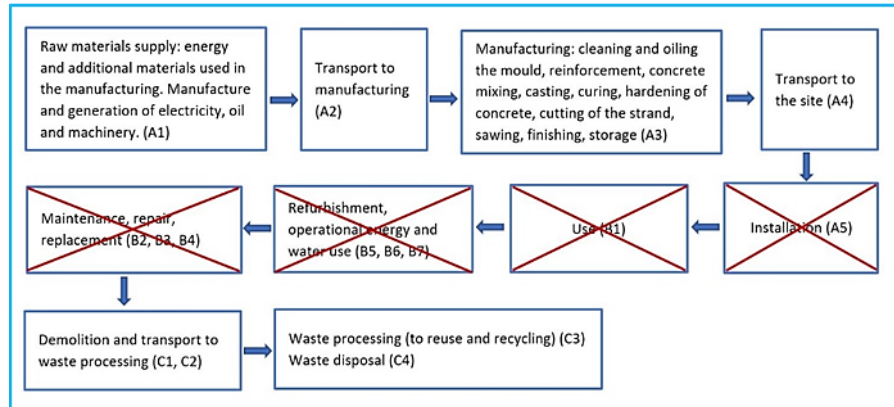 Raw materials supply: energy
and additional materials used in
the manufacturing. Manufacture
and generation of electricity, oil
and machinery. (A1)
Transport to
manufacturing
(A2)
Manufacturing: cleaning and oiling
the mould, reinforcement, concrete
mixing, casting, curing, hardening of
concrete, cutting of the strand,
sawing, finishing, storage (A3)
Transport to
the site (A4)
Maintenance, repair,
replacement (B2, B3, B4)
Refurbishment,
operational energy and
water use (B5, B6, B7)
Use (B1)
Installation (A5)
Demolition and transport to
waste processing (C1, C2)
Waste processing (to reuse and recycling) (C3)
Waste disposal (C4)